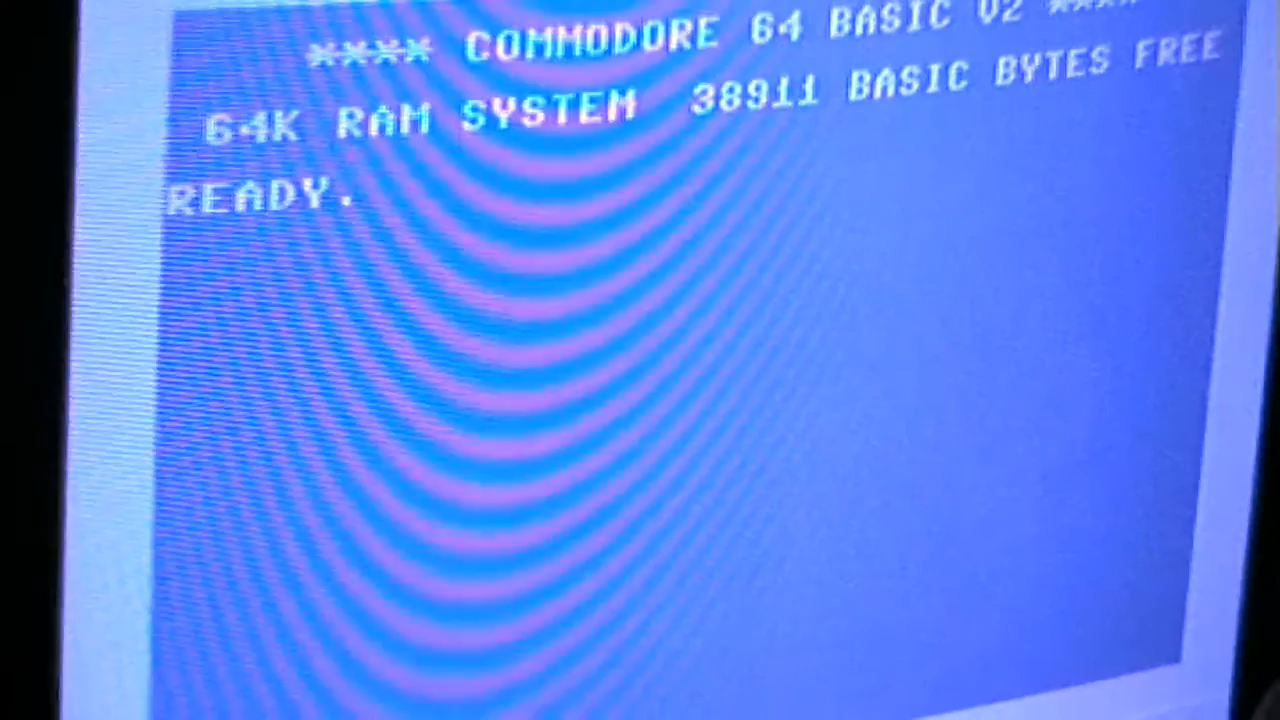 **** COMMODORE 64 BASIC V2 ****
64K RAM SYSTEM 38911 BASIC BYTES FREE
READY.